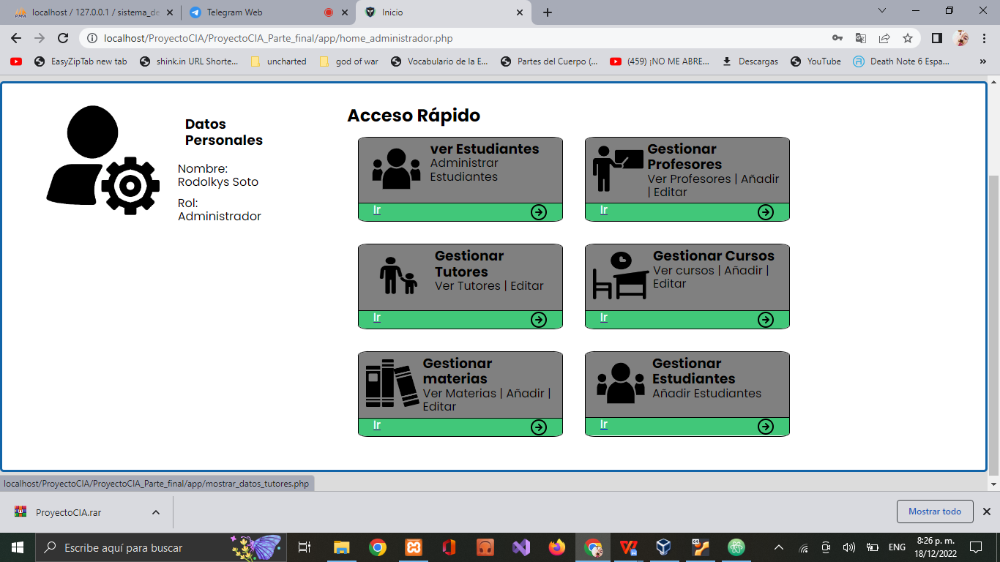 localhost / 127.0.0.1 / sistema_de
Telegram Web
Inicio
localhost/ProyectoCIA/ProyectoCIA_Parte_final/app/home_administrador.php
EasyZipTab new tab
shink.in URL Shorte...
uncharted
god of war
Vocabulario de la E...
Partes del Cuerpo (...
(459) ¡NO ME ABRE...
Descargas
YouTube
Death Note 6 Espa...
»
Datos
Personales
Nombre:
Rodolkys Soto
Rol:
Administrador
Acceso Rápido
ver Estudiantes
Administrar
Estudiantes
Ir
Gestionar
Profesores
Ver Profesores | Añadir
| Editar
Ir
Gestionar
Tutores
Ver Tutores | Editar
Ir
Gestionar Cursos
Ver cursos | Añadir |
Editar
Ir
Gestionar
materias
Ver Materias | Añadir |
Editar
Ir
Gestionar
Estudiantes
Añadir Estudiantes
Ir
localhost/ProyectoCIA/ProyectoCIA_Parte_final/app/mostrar_datos_tutores.php
ProyectoCIA.rar
Mostrar todo
Escribe aquí para buscar
ENG
8:26 p. m.
18/12/2022